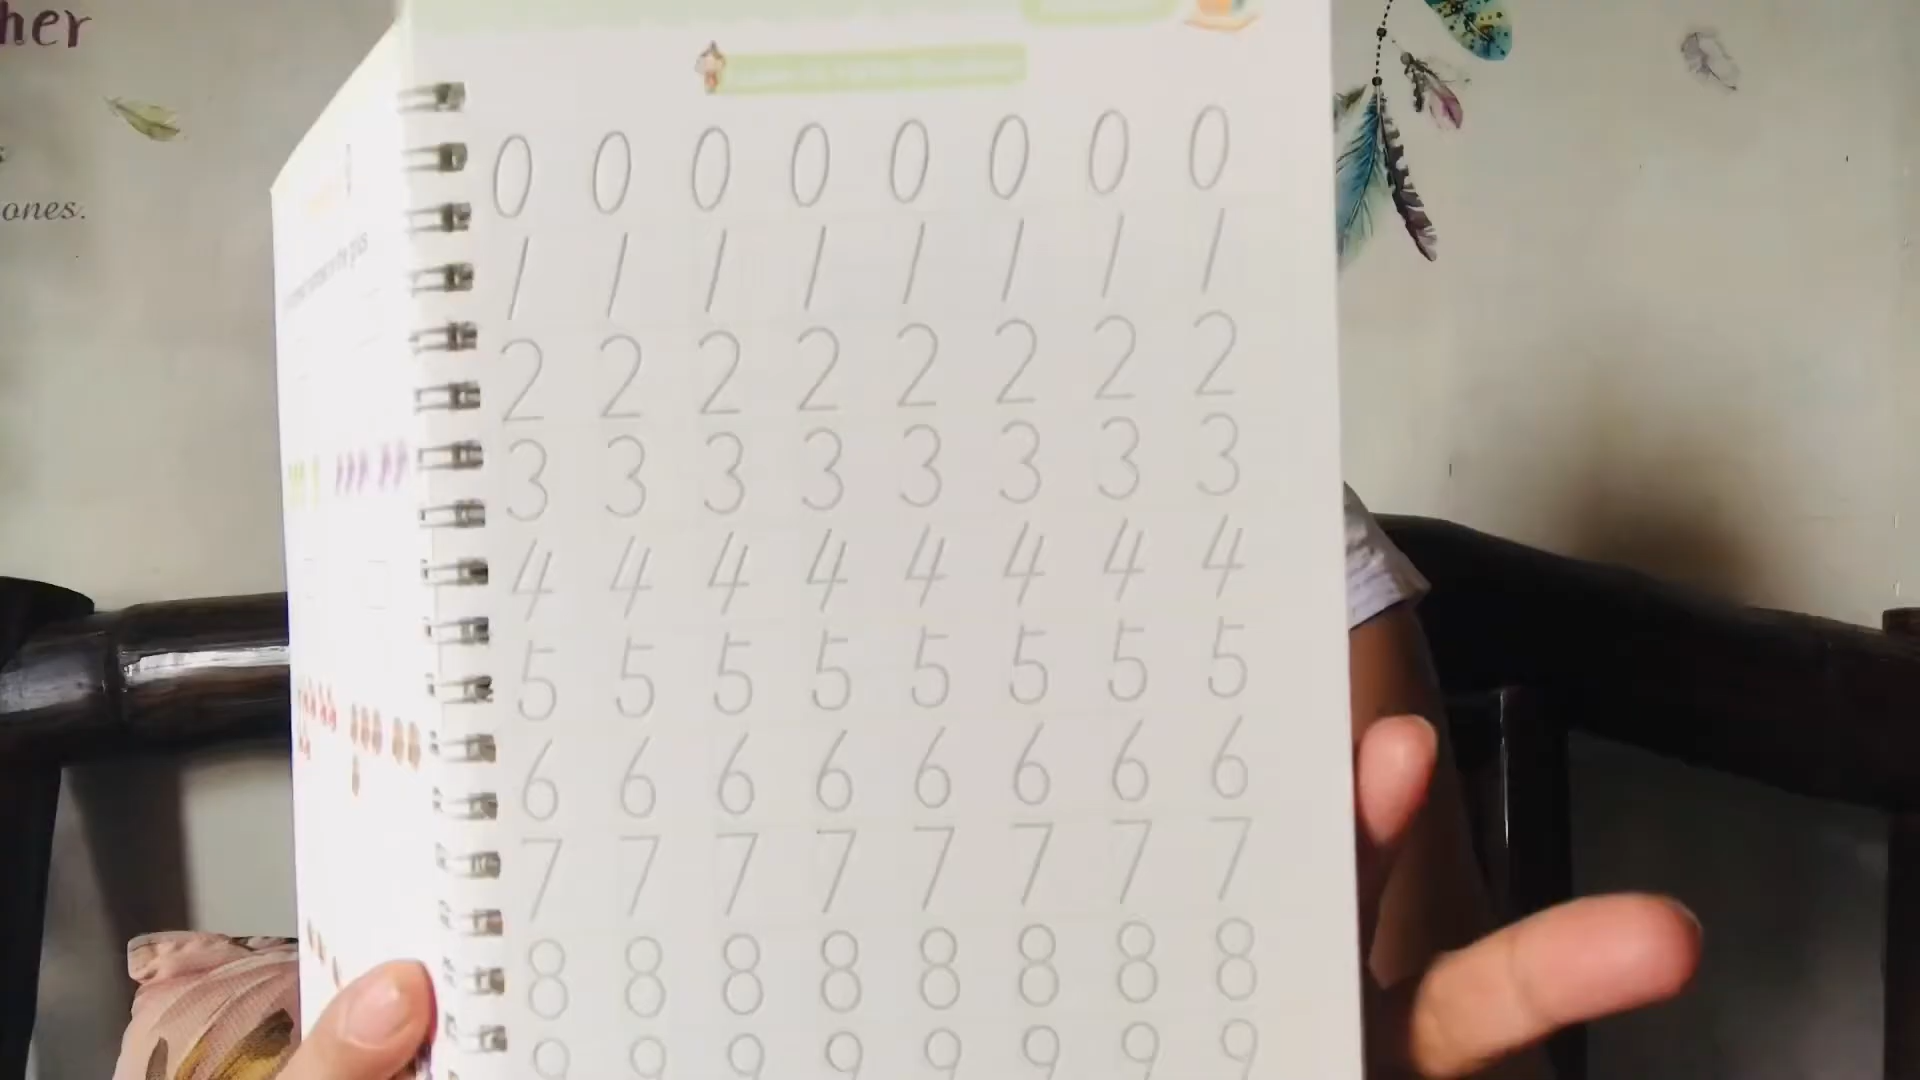 her
ones.
0 0 0 0 0 0 0 0
1 1 1 1 1 1 1 1
2 2 2 2 2 2 2 2
3 3 3 3 3 3 3 3
4 4 4 4 4 4 4 4
5 5 5 5 5 5 5 5
6 6 6 6 6 6 6 6
7 7 7 7 7 7 7 7
8 8 8 8 8 8 8 8
9 9 9 9 9 9 9 9